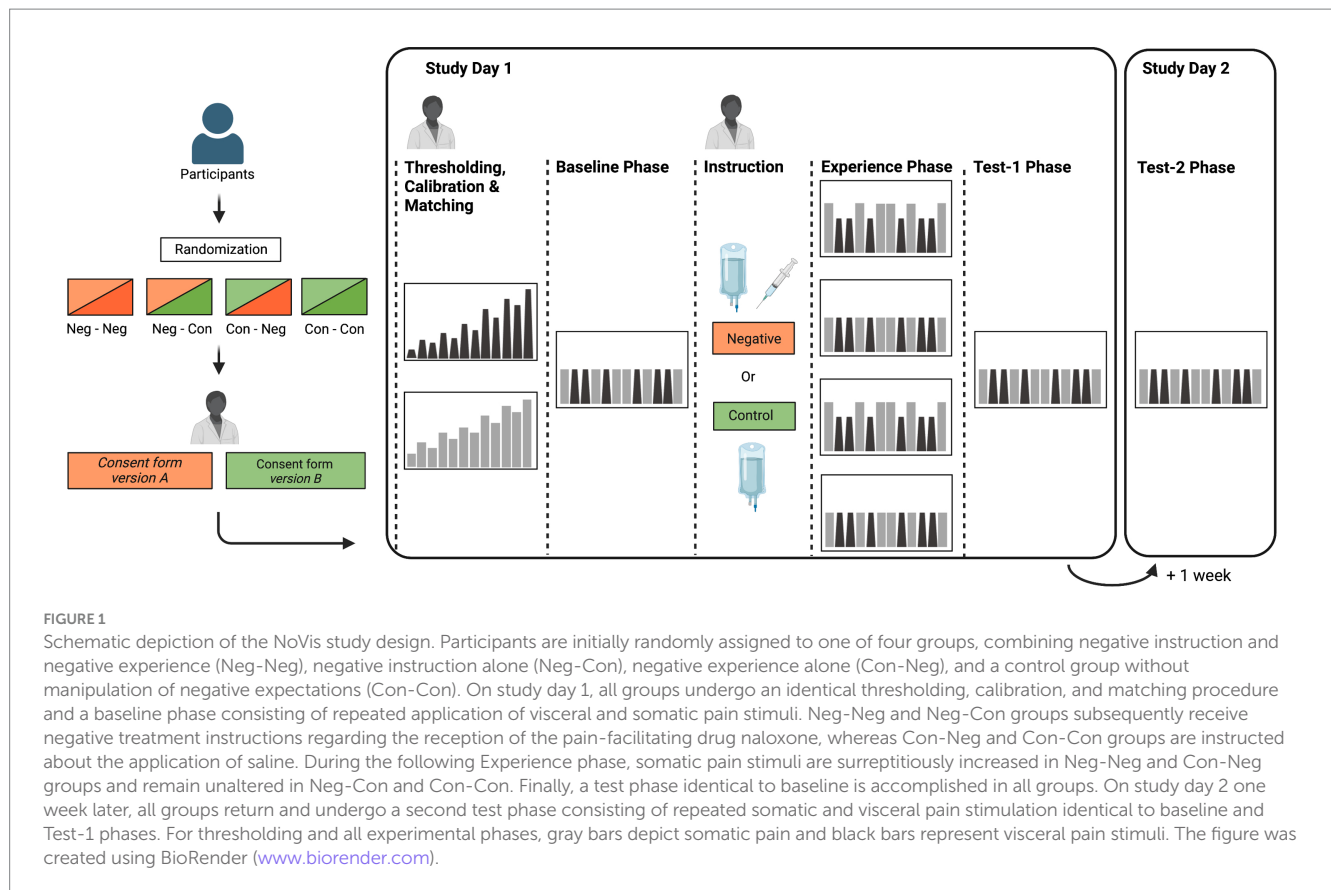 Participants
Randomization
Neg - Neg
Neg - Con
Con - Neg
Con - Con
Consent form
version A
Consent form
version B
Study Day 1
Thresholding,
Calibration &
Matching
Baseline Phase
Instruction
Negative
Or
Control
Experience Phase
Test-1 Phase
Study Day 2
Test-2 Phase
+ 1 week
FIGURE 1
Schematic depiction of the NoVis study design. Participants are initially randomly assigned to one of four groups, combining negative instruction and
negative experience (Neg-Neg), negative instruction alone (Neg-Con), negative experience alone (Con-Neg), and a control group without
manipulation of negative expectations (Con-Con). On study day 1, all groups undergo an identical thresholding, calibration, and matching procedure
and a baseline phase consisting of repeated application of visceral and somatic pain stimuli. Neg-Neg and Neg-Con groups subsequently receive
negative treatment instructions regarding the reception of the pain-facilitating drug naloxone, whereas Con-Neg and Con-Con groups are instructed
about the application of saline. During the following Experience phase, somatic pain stimuli are surreptitiously increased in Neg-Neg and Con-Neg
groups and remain unaltered in Neg-Con and Con-Con. Finally, a test phase identical to baseline is accomplished in all groups. On study day 2 one
week later, all groups return and undergo a second test phase consisting of repeated somatic and visceral pain stimulation identical to baseline and
Test-1 phases. For thresholding and all experimental phases, gray bars depict somatic pain and black bars represent visceral pain stimuli. The figure was
created using BioRender (www.biorender.com).